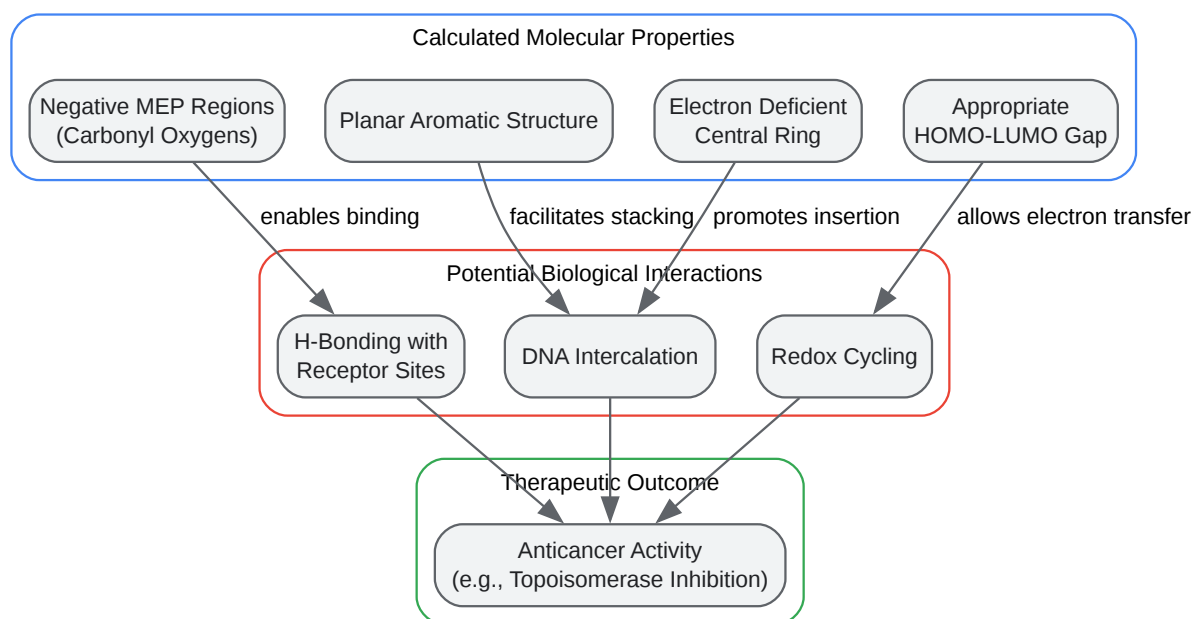 Calculated Molecular Properties
Negative MEP Regions
(Carbonyl Oxygens)
Planar Aromatic Structure
Electron Deficient
Central Ring
Appropriate
HOMO-LUMO Gap
enables binding
facilitates stacking
promotes insertion
allows electron transfer
Potential Biological Interactions
H-Bonding with
Receptor Sites
DNA Intercalation
Redox Cycling
Therapeutic Outcome
Anticancer Activity
(e.g., Topoisomerase Inhibition)